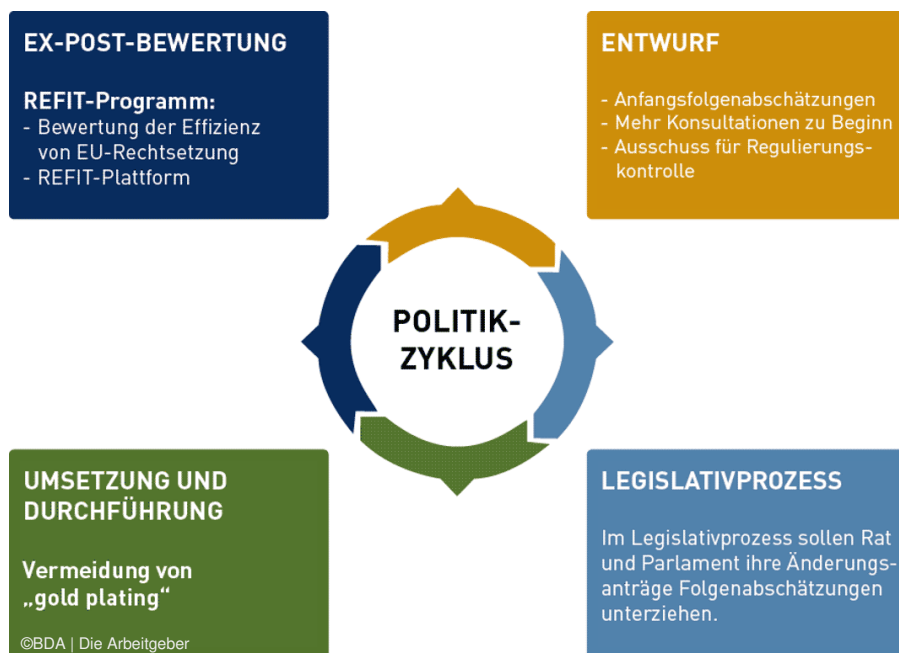 EX-POST-BEWERTUNG
REFIT-Programm:
- Bewertung der Effizienz
von EU-Rechtsetzung
- REFIT-Plattform
ENTWURF
- Anfangsfolgenabschätzungen
- Mehr Konsultationen zu Beginn
- Ausschuss für Regulierungs-
kontrolle
POLITIK-
ZYKLUS
UMSETZUNG UND
DURCHFÜHRUNG
Vermeidung von
„gold plating“
©BDA | Die Arbeitgeber
LEGISLATIVPROZESS
Im Legislativprozess sollen Rat
und Parlament ihre Änderungs-
anträge Folgenabschätzungen
unterziehen.